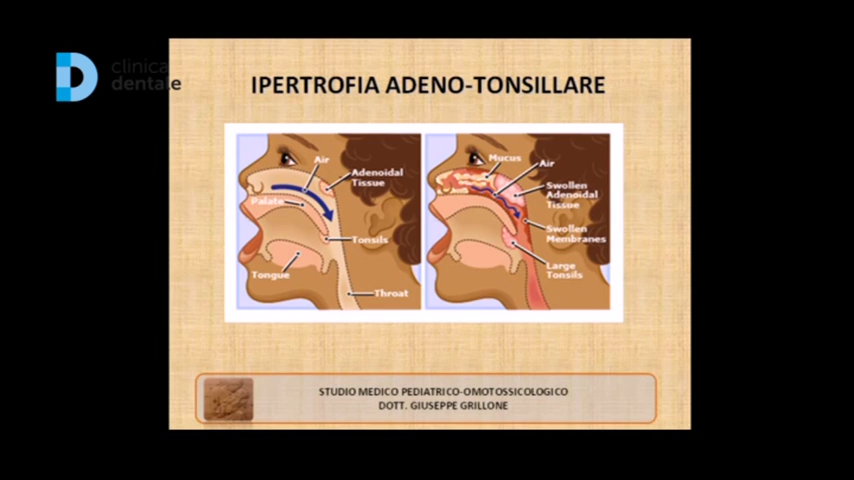 clinica
dentale
IPERTROFIA ADENO-TONSILLARE
Air
Adenoidal
Tissue
Palate
Tonsils
Tongue
Throat
Mucus
Air
Swollen
Adenoidal
Tissue
Swollen
Membranes
Large
Tonsils
STUDIO MEDICO PEDIATRICO-OMOTOSSICOLOGICO
DOTT. GIUSEPPE GRILLONE